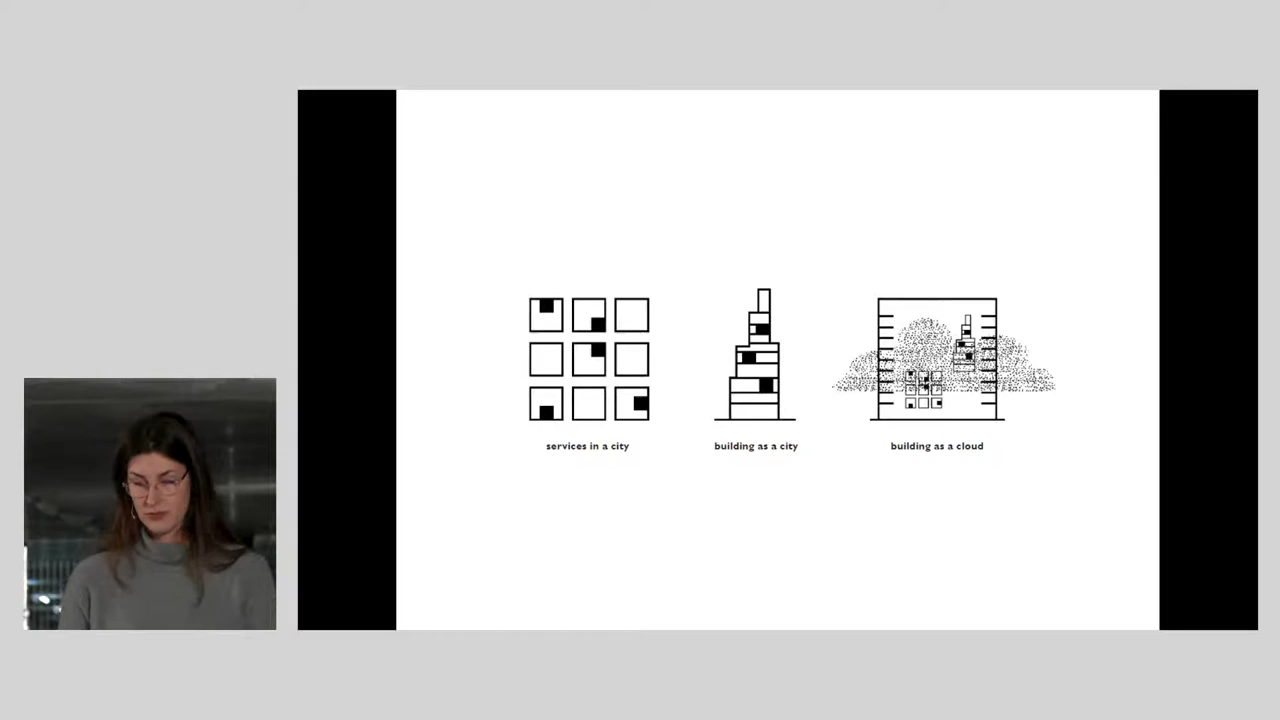 services in a city
building as a city
building as a cloud